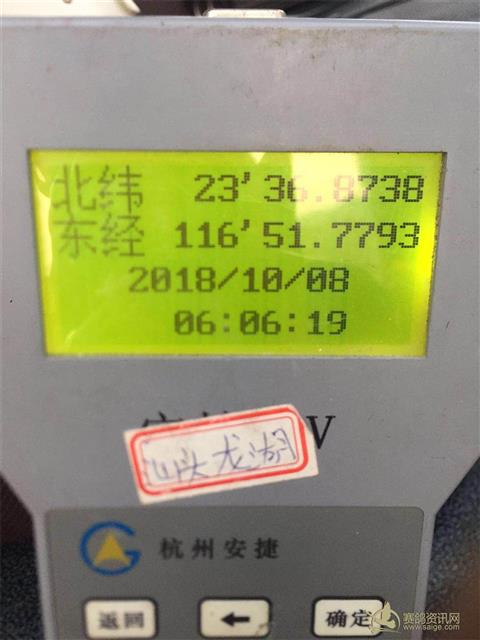 北纬 23'36.8738
东经 116'51.7793
2018/10/08
06:06:19
V
汕头龙湖
杭州安捷
返回
确定
赛鸽资讯网
www.saige.com